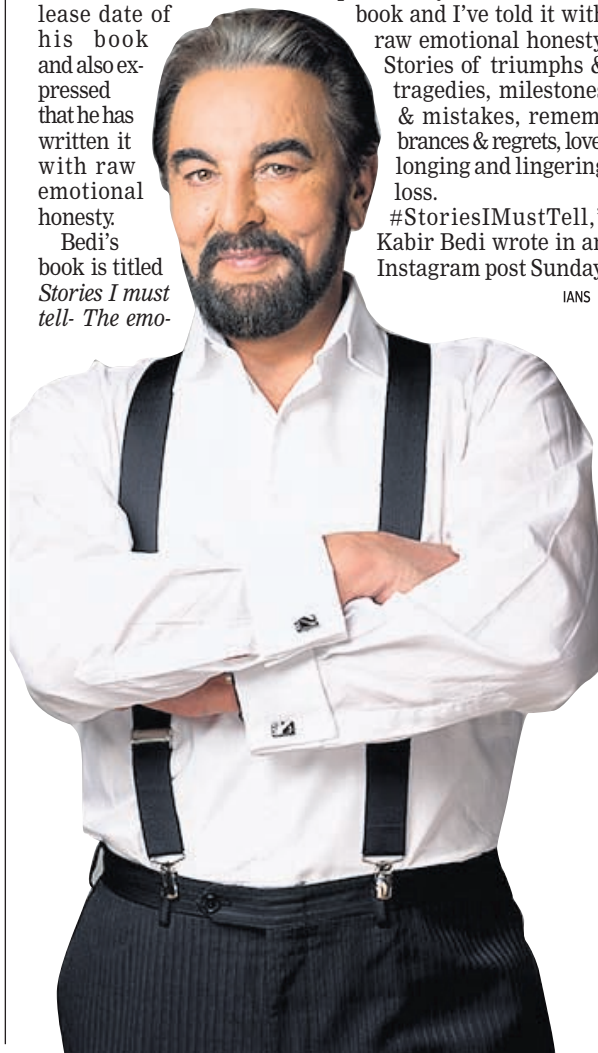 lease date of
his book
and also ex-
pressed
that he has
written it
with raw
emotional
honesty.
Bedi's
book is titled
Stories I must
tell- The emo-
book and I've told it with
raw emotional honesty
Stories of triumphs &
tragedies, milestones
& mistakes, remem
brances & regrets, love
longing and lingering
loss.
#StoriesIMustTell,"
Kabir Bedi wrote in an
Instagram post Sunday
IANS